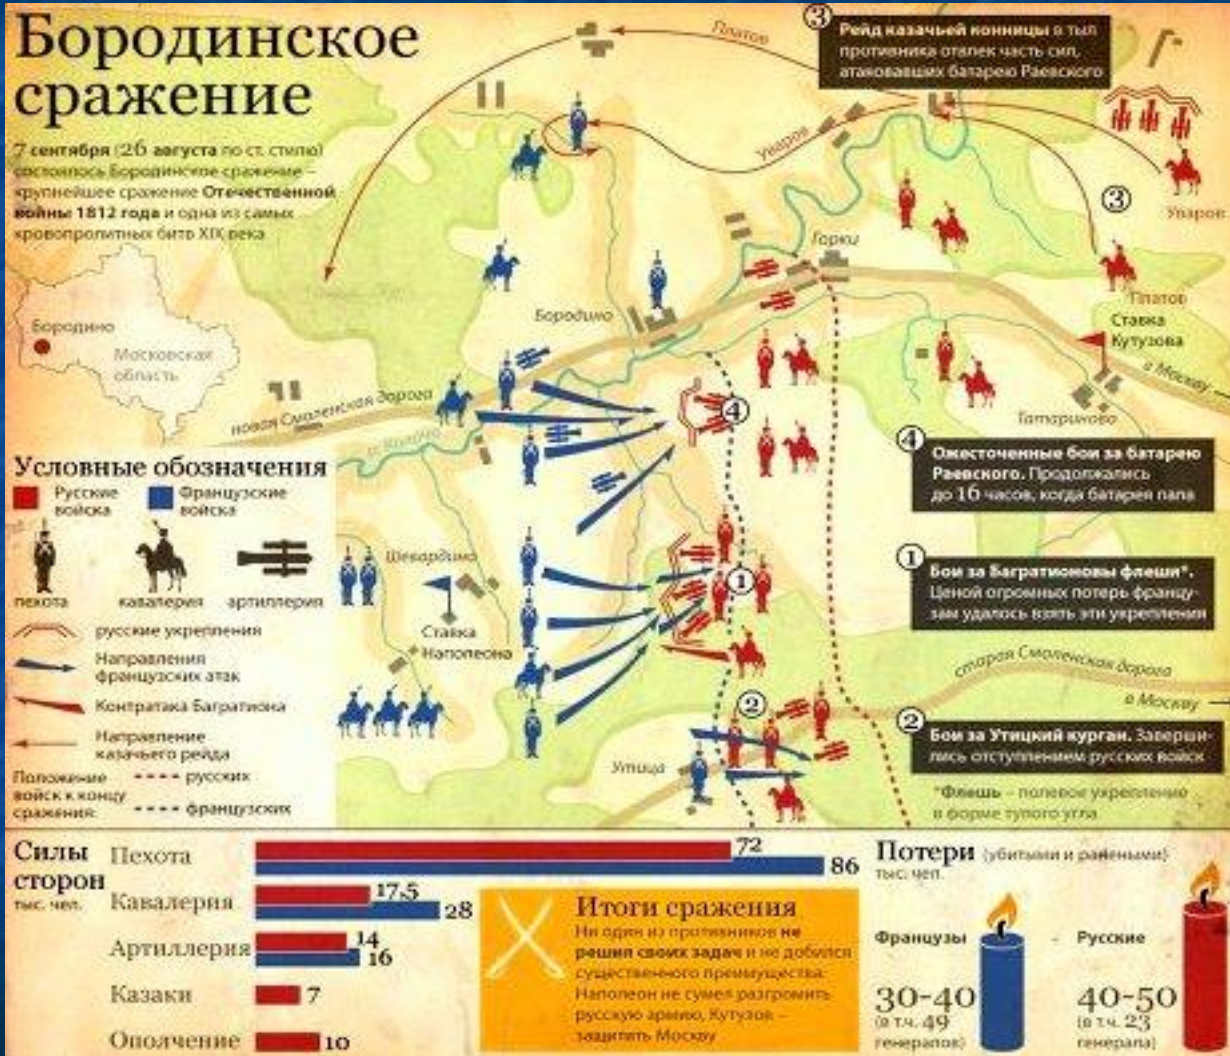 Бородинское
сражение
7 сентября (26 августа по ст. стилю)
состоялось Бородинское сражение –
крупнейшее сражение Отечественной
войны 1812 года и одна из самых
кровопролитных битв XIX века
Бородино
Московская
область
Платов
Уваров
3
Рейд казачьей конницы в тыл
противника отвлек часть сил,
атаковавших батарею Раевского
3
Уваров
Горки
Бородино
Платов
Ставка
Кутузова
в Москву
Татариново
новая Смоленская дорога
4
4
Ожесточенные бои за батарею
Раевского. Продолжались
до 16 часов, когда батарея пала
Шевардино
Ставка
Наполеона
1
1
Бои за Багратионовы флеши*.
Ценой огромных потерь францу-
зам удалось взять эти укрепления
старая Смоленская дорога
в Москву
2
2
Бои за Утицкий курган. Заверши-
лись отступлением русских войск
Утица
*Флешь – полевое укрепление
в форме тупого угла
Условные обозначения
Русские
войска
Французские
войска
пехота
кавалерия
артиллерия
русские укрепления
Направления
французских атак
Контратака Багратиона
Направление
казачьего рейда
Положение
войск к концу
сражения:
русских
французских
Силы
сторон
тыс. чел.
Пехота
72
86
Кавалерия
17,5
28
Артиллерия
14
16
Казаки
7
Ополчение
10
Итоги сражения
Ни один из противников не
решил своих задач и не добился
существенного преимущества:
Наполеон не сумел разгромить
русскую армию, Кутузов –
защитить Москву
Потери (убитыми и ранеными)
тыс. чел.
Французы
30-40
(в т.ч. 49
генералов)
Русские
40-50
(в т.ч. 23
генерала)